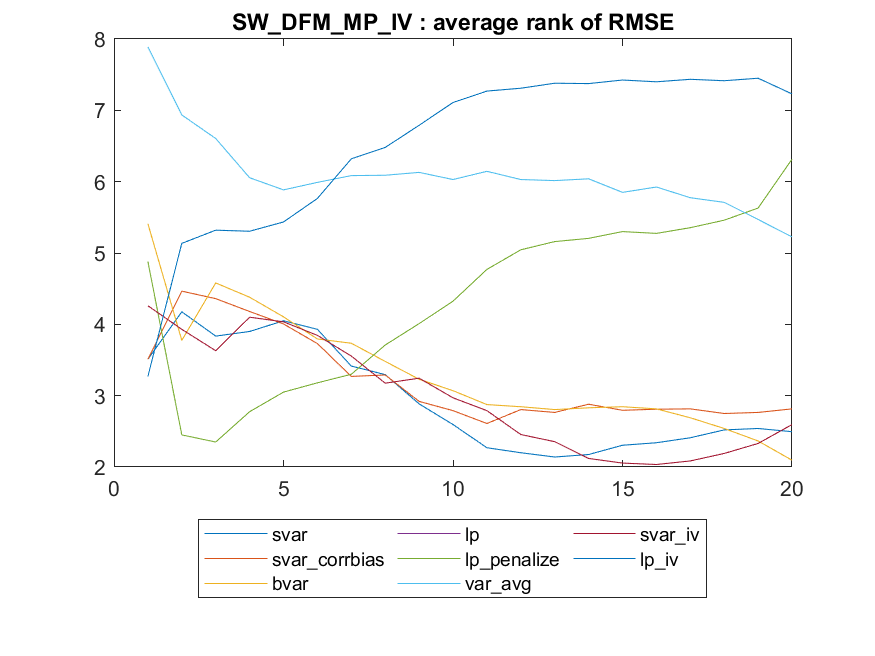 SW_DFM_MP_IV : average rank of RMSE
8
7
6
5
4
3
2
0 5 10 15 20
svar lp svar_iv
svar_corrbias lp_penalize lp_iv
bvar var_avg